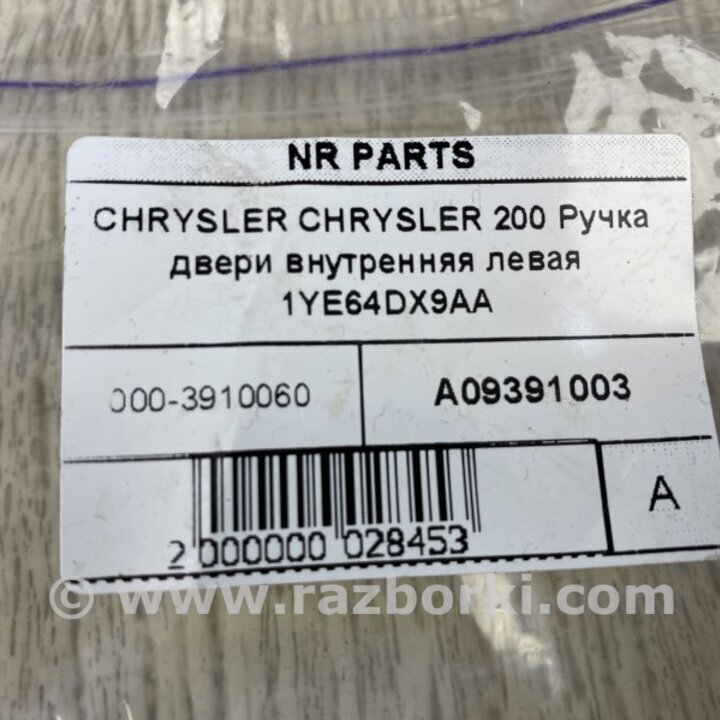 NR PARTS
CHRYSLER CHRYSLER 200 Ручка
двери внутренняя левая
1YE64DX9AA
000-3910060
A09391003
A
2 000000 028453
© www.razborki.com